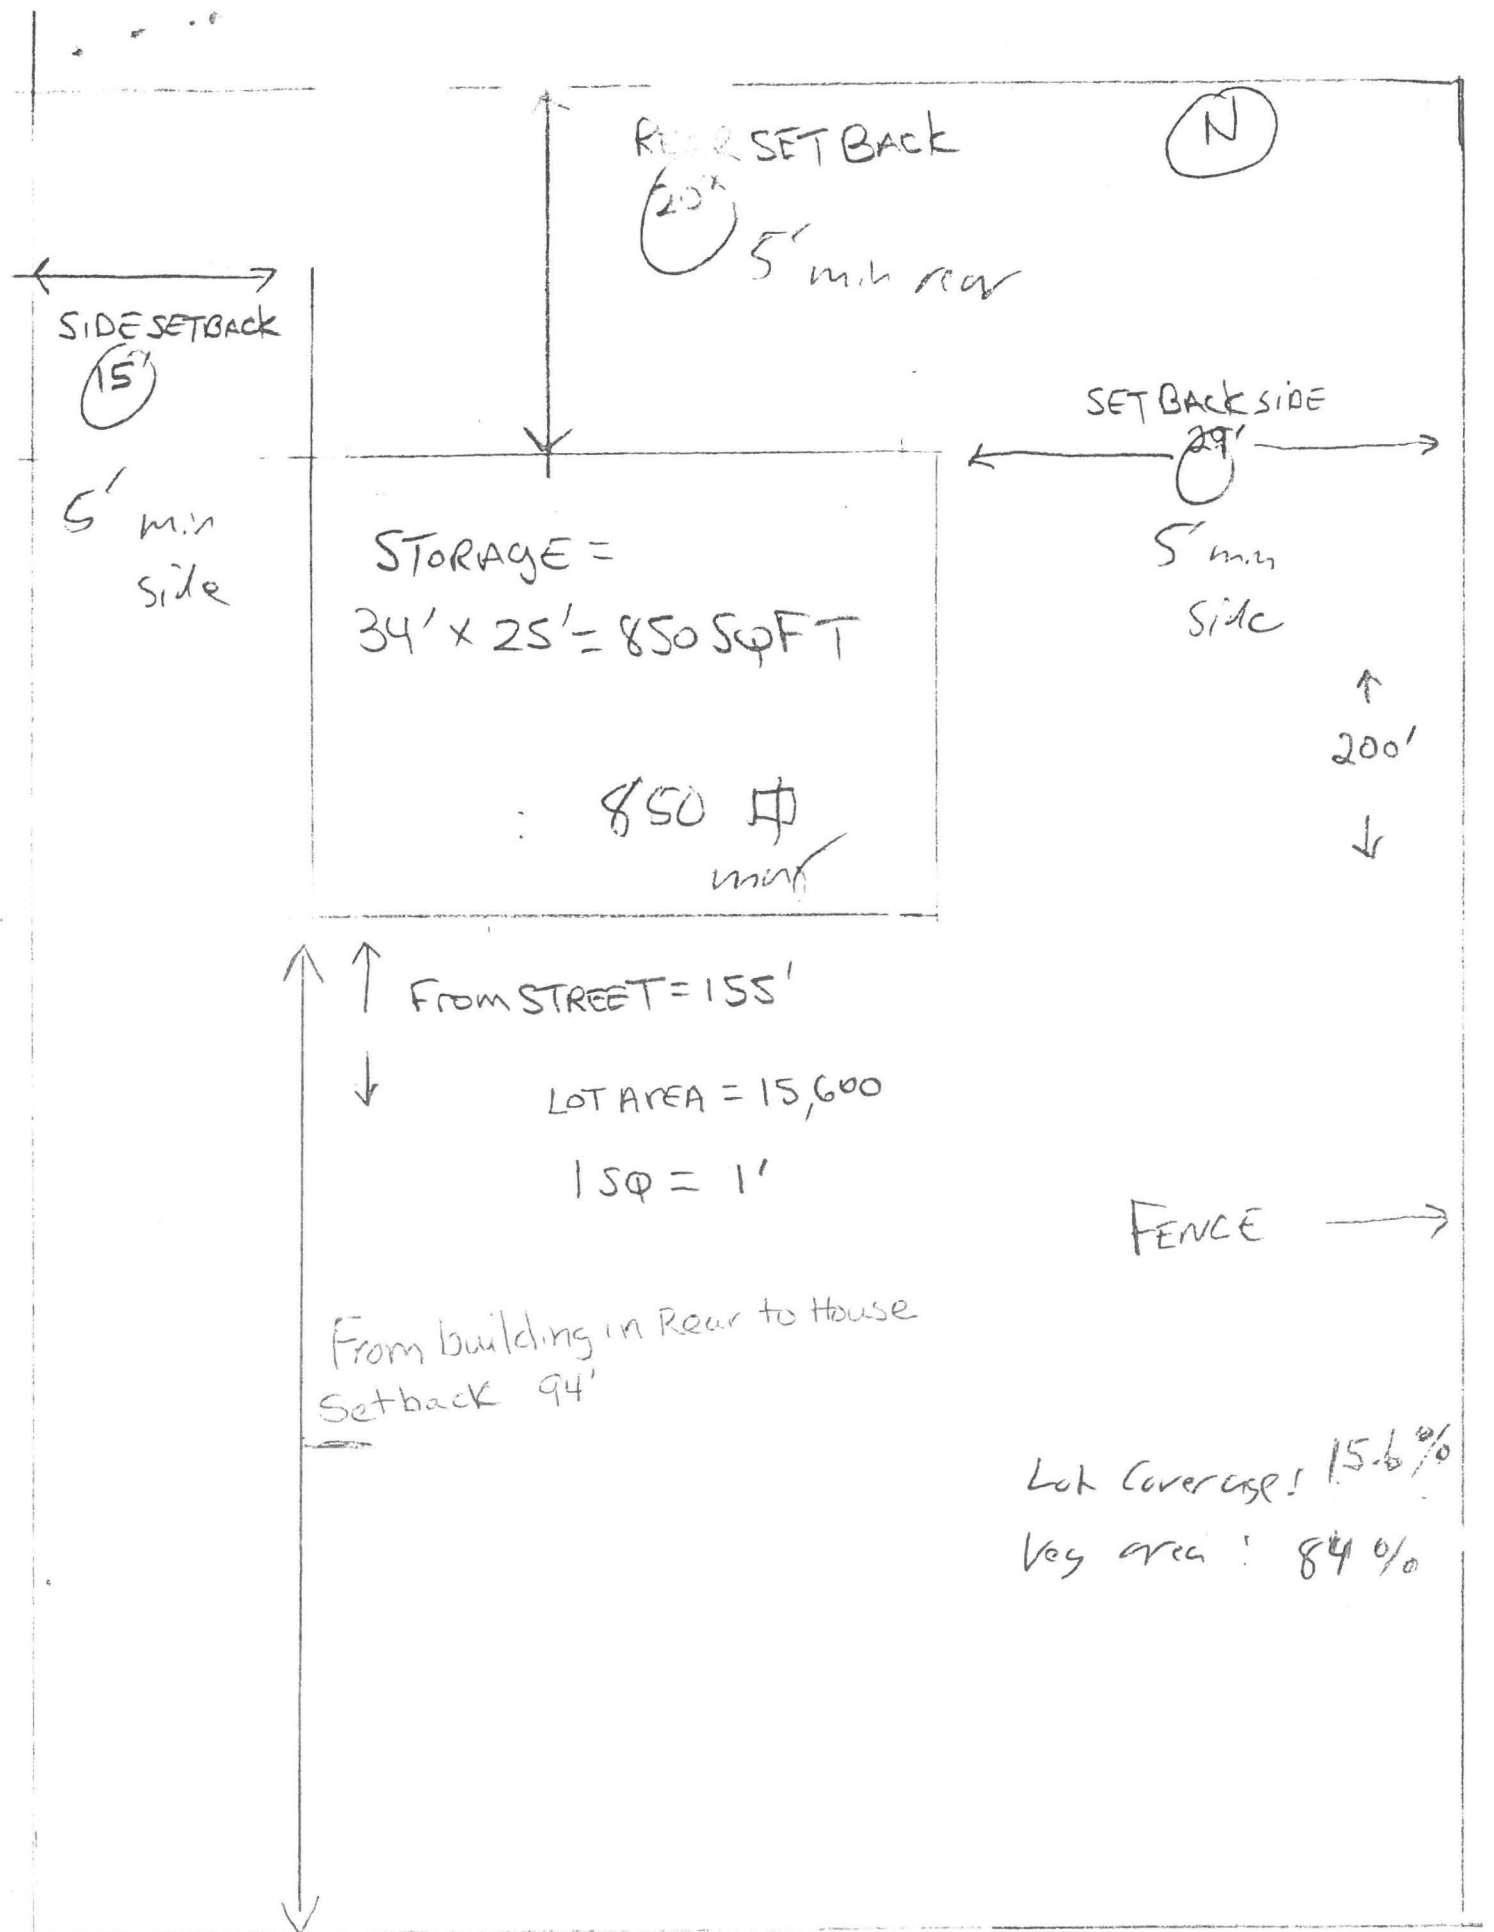 N
SETBACK
20'
5' min rear
SIDE SETBACK
15'
5' min
side
SETBACK SIDE
29'
5' min
side
200'
STORAGE =
34' x 25' = 850 SQFT
850
From STREET = 155'
LOT AREA = 15,600
1 SQ = 1'
FENCE
From building in Rear to House
Setback 94'
Lot Coverage: 15.6%
Veg area: 84%